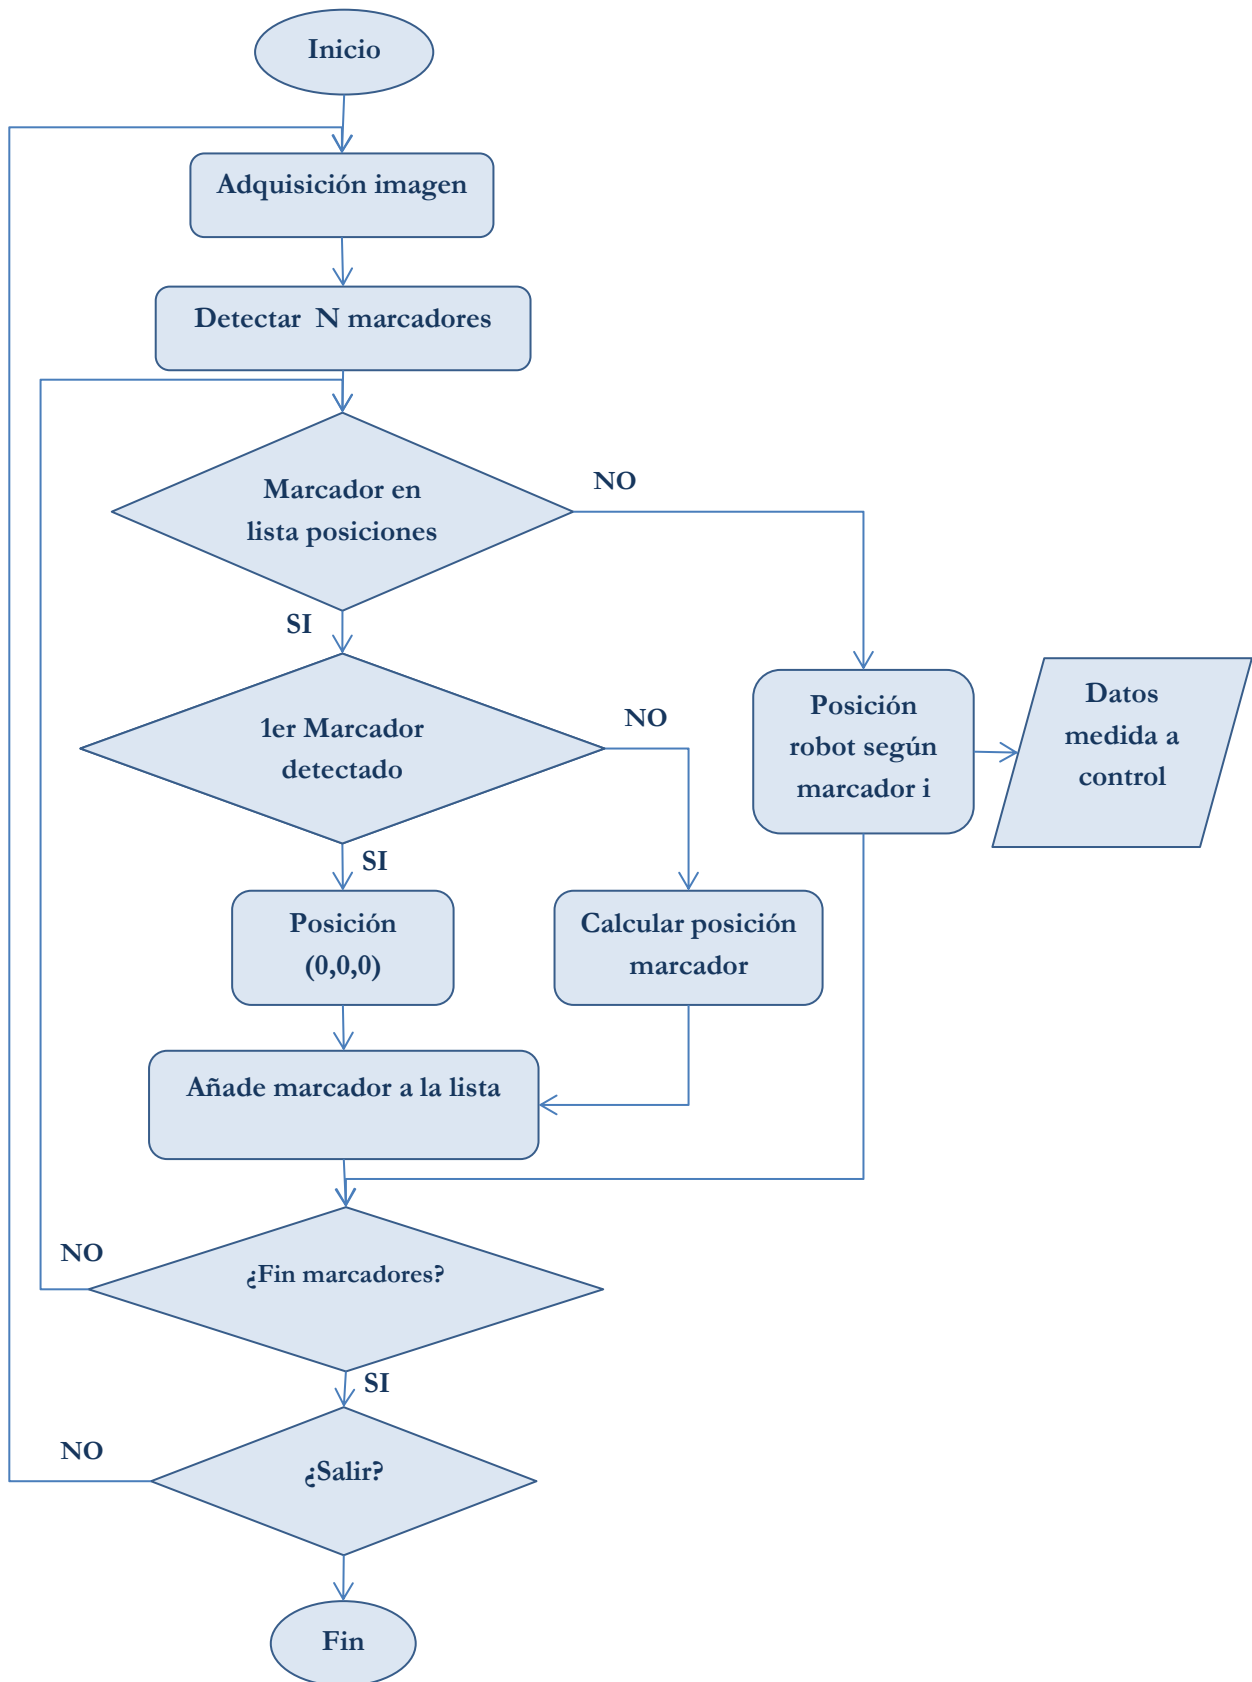 Inicio
Adquisición imagen
Detectar N marcadores
Marcador en
lista posiciones
NO
SI
1er Marcador
detectado
NO
SI
Posición
robot según
marcador i
Datos
medida a
control
Posición
(0,0,0)
Calcular posición
marcador
Añade marcador a la lista
¿Fin marcadores?
NO
SI
¿Salir?
NO
Fin